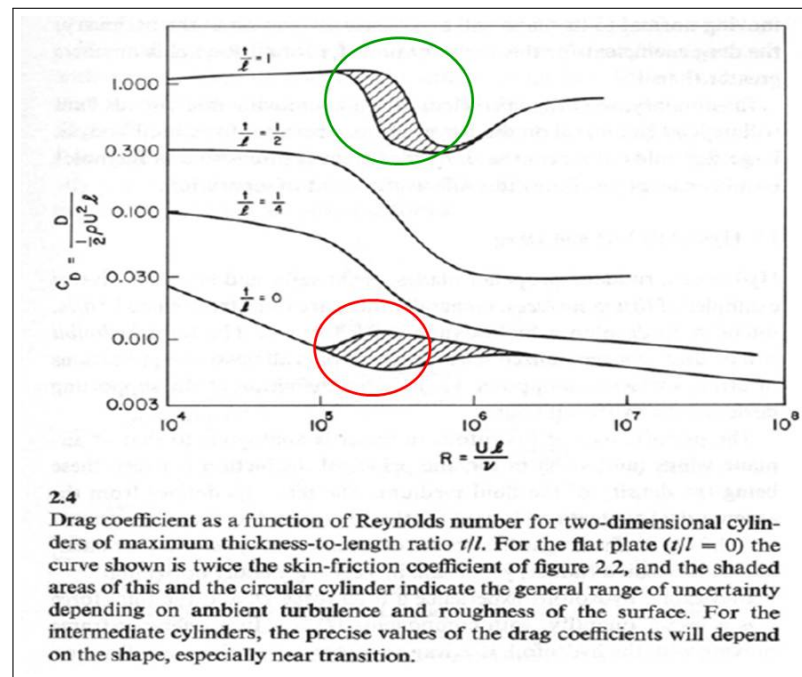 t/ℓ = 1
1.000
t/ℓ = 1/2
0.300
C_D = D / ½ρU²ℓ
0.100
t/ℓ = 1/4
0.030
t/ℓ = 0
0.010
0.003
10⁴ 10⁵ 10⁶ 10⁷ 10⁸
R = Uℓ/ν
2.4
Drag coefficient as a function of Reynolds number for two-dimensional cylin-
ders of maximum thickness-to-length ratio t/l. For the flat plate (t/l = 0) the
curve shown is twice the skin-friction coefficient of figure 2.2, and the shaded
areas of this and the circular cylinder indicate the general range of uncertainty
depending on ambient turbulence and roughness of the surface. For the
intermediate cylinders, the precise values of the drag coefficients will depend
on the shape, especially near transition.